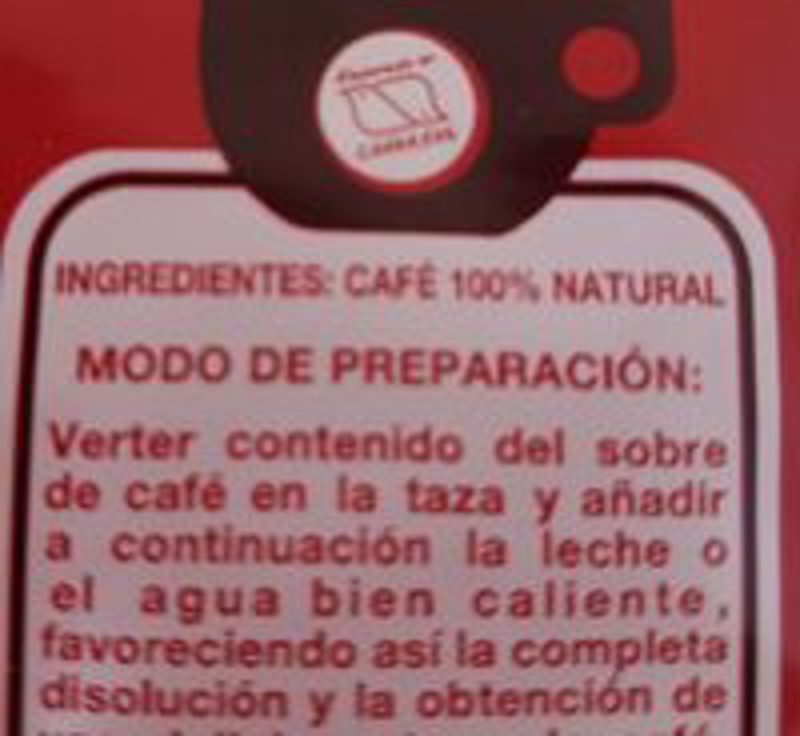 INGREDIENTES: CAFÉ 100% NATURAL
MODO DE PREPARACIÓN:
Verter contenido del sobre
de café en la taza y añadir
a continuación la leche o
el agua bien caliente,
favoreciendo así la completa
disolución y la obtención de